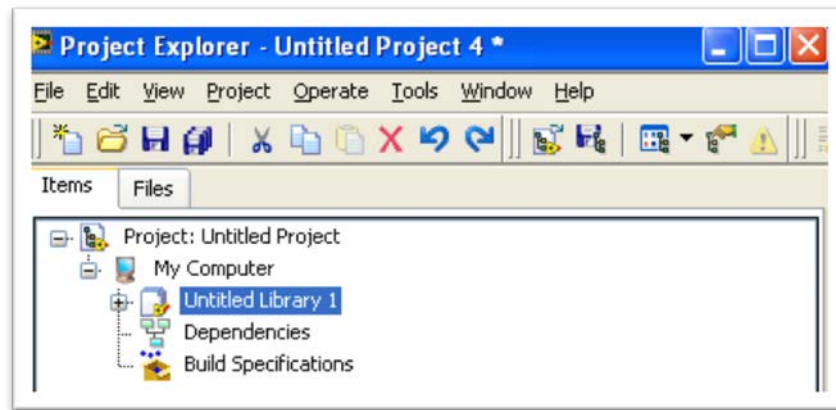 Project Explorer - Untitled Project 4 *
File Edit View Project Operate Tools Window Help
Items Files
Project: Untitled Project
My Computer
Untitled Library 1
Dependencies
Build Specifications